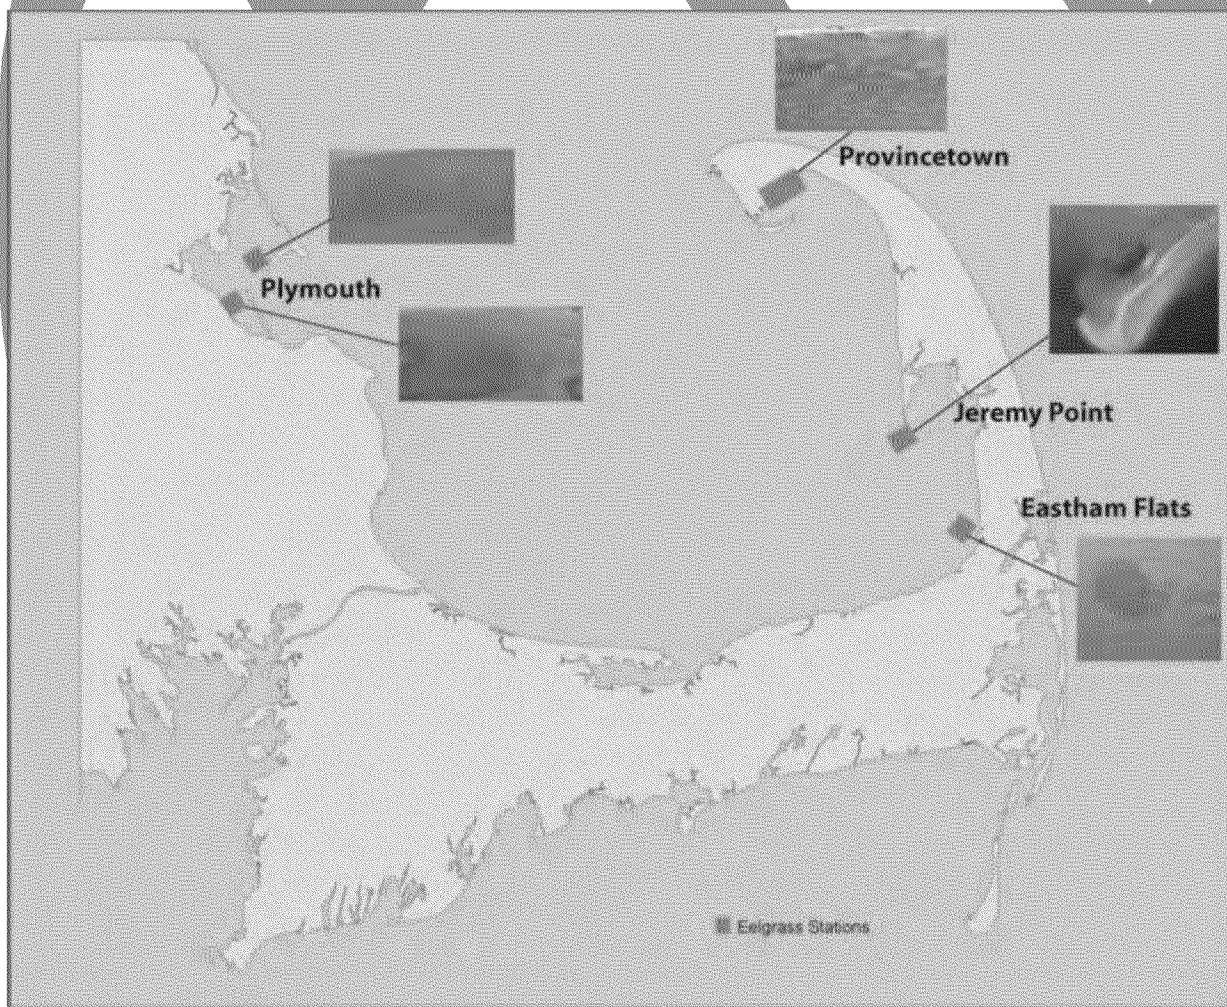 Provincetown
Plymouth
Jeremy Point
Eastham Flats
Eelgrass Stations